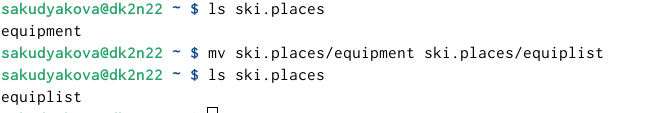 sakudyakova@dk2n22 ~ $ ls ski.places
equipment
sakudyakova@dk2n22 ~ $ mv ski.places/equipment ski.places/equiplist
sakudyakova@dk2n22 ~ $ ls ski.places
equiplist